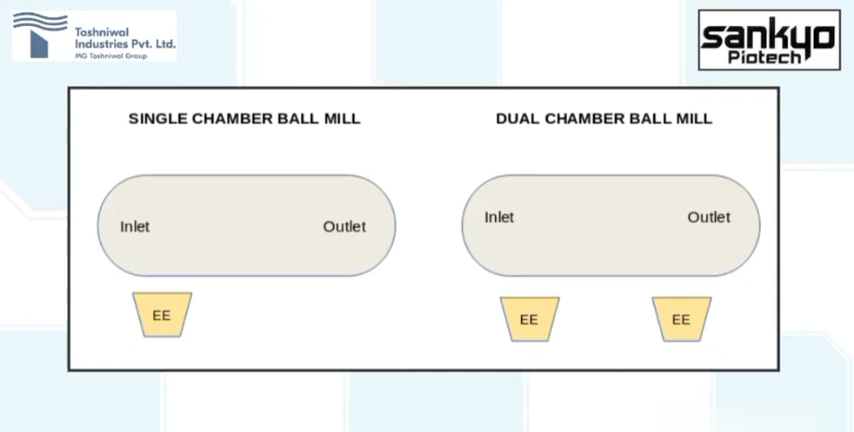 Toshniwal
Industries Pvt. Ltd.
MG Toshniwal Group
sankyo
Piotech
SINGLE CHAMBER BALL MILL
DUAL CHAMBER BALL MILL
Inlet
Outlet
Inlet
Outlet
EE
EE
EE